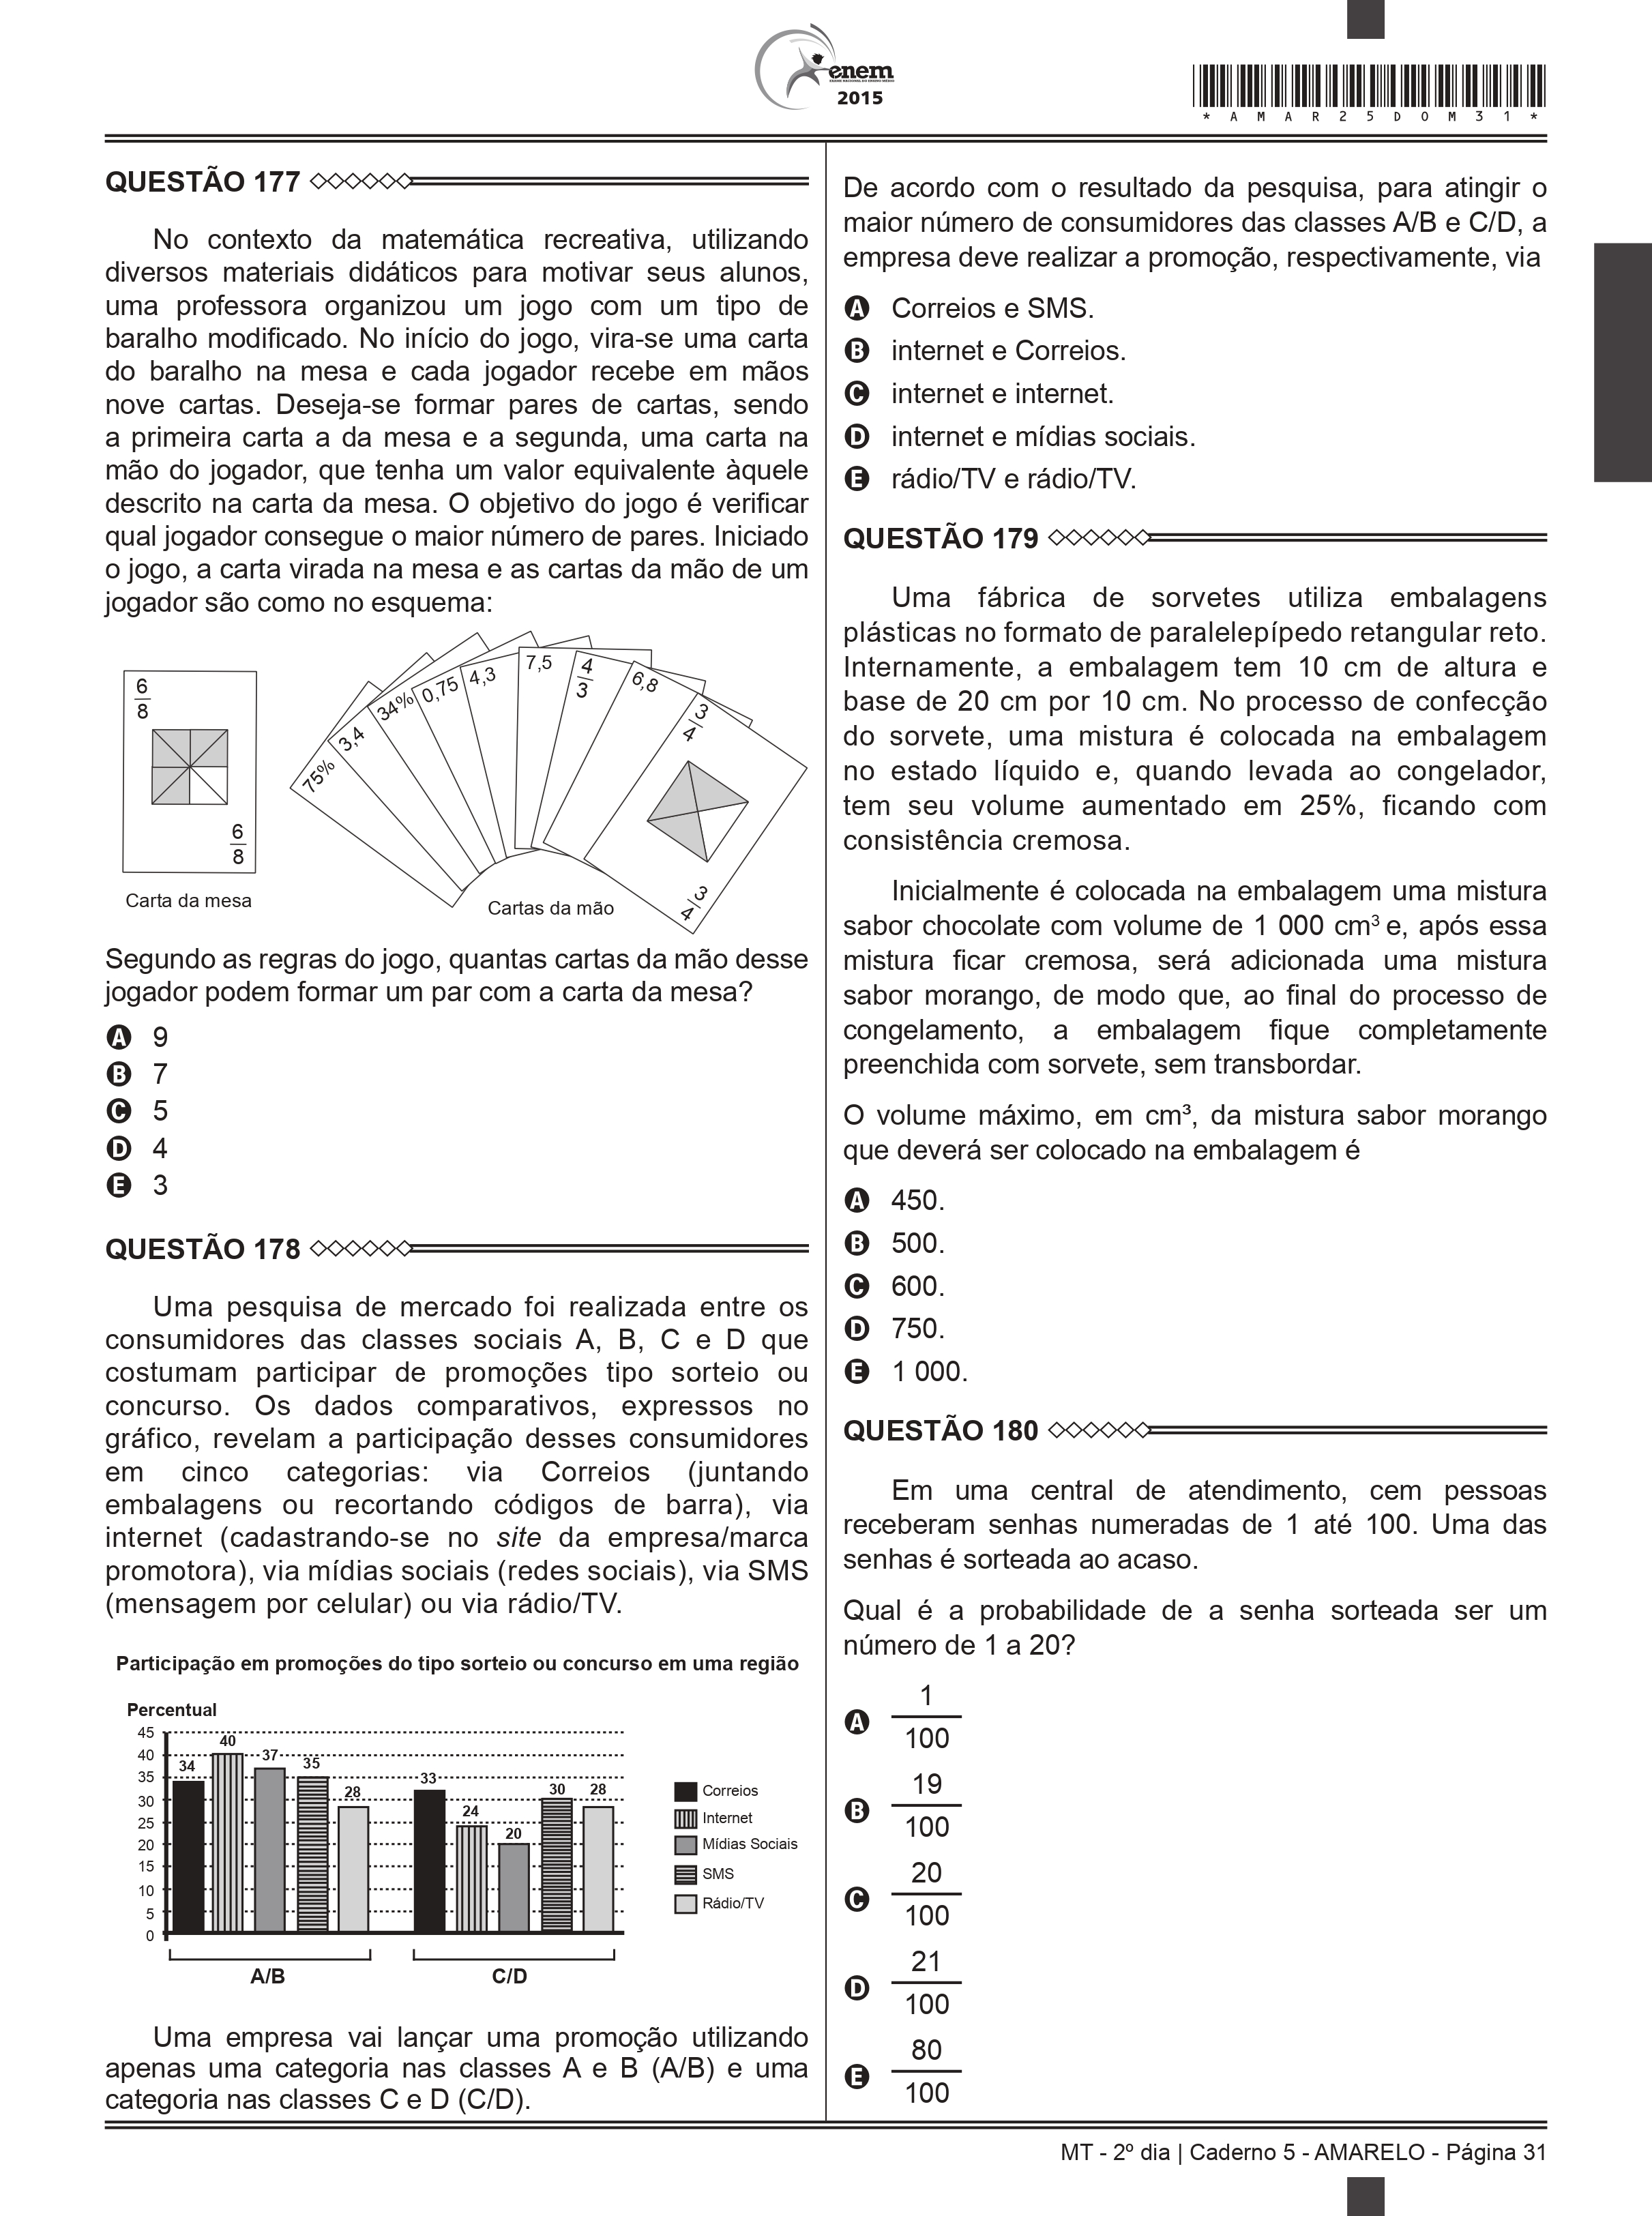 enem
EXAME NACIONAL DO ENSINO MÉDIO
2015
* A M A R 2 5 D O M 3 1 *
QUESTÃO 177
No contexto da matemática recreativa, utilizando
diversos materiais didáticos para motivar seus alunos,
uma professora organizou um jogo com um tipo de
baralho modificado. No início do jogo, vira-se uma carta
do baralho na mesa e cada jogador recebe em mãos
nove cartas. Deseja-se formar pares de cartas, sendo
a primeira carta a da mesa e a segunda, uma carta na
mão do jogador, que tenha um valor equivalente àquele
descrito na carta da mesa. O objetivo do jogo é verificar
qual jogador consegue o maior número de pares. Iniciado
o jogo, a carta virada na mesa e as cartas da mão de um
jogador são como no esquema:
6
8
6
8
Carta da mesa
75%
3,4
34%
0,75
4,3
7,5
4
3
6,8
3
4
3
4
Cartas da mão
Segundo as regras do jogo, quantas cartas da mão desse
jogador podem formar um par com a carta da mesa?
A 9
B 7
C 5
D 4
E 3
QUESTÃO 178
Uma pesquisa de mercado foi realizada entre os
consumidores das classes sociais A, B, C e D que
costumam participar de promoções tipo sorteio ou
concurso. Os dados comparativos, expressos no
gráfico, revelam a participação desses consumidores
em cinco categorias: via Correios (juntando
embalagens ou recortando códigos de barra), via
internet (cadastrando-se no site da empresa/marca
promotora), via mídias sociais (redes sociais), via SMS
(mensagem por celular) ou via rádio/TV.
Participação em promoções do tipo sorteio ou concurso em uma região
Percentual
45
40
35
30
25
20
15
10
5
0
34
40
37
35
28
33
24
20
30
28
A/B
C/D
Correios
Internet
Mídias Sociais
SMS
Rádio/TV
Uma empresa vai lançar uma promoção utilizando
apenas uma categoria nas classes A e B (A/B) e uma
categoria nas classes C e D (C/D).
De acordo com o resultado da pesquisa, para atingir o
maior número de consumidores das classes A/B e C/D, a
empresa deve realizar a promoção, respectivamente, via
A Correios e SMS.
B internet e Correios.
C internet e internet.
D internet e mídias sociais.
E rádio/TV e rádio/TV.
QUESTÃO 179
Uma fábrica de sorvetes utiliza embalagens
plásticas no formato de paralelepípedo retangular reto.
Internamente, a embalagem tem 10 cm de altura e
base de 20 cm por 10 cm. No processo de confecção
do sorvete, uma mistura é colocada na embalagem
no estado líquido e, quando levada ao congelador,
tem seu volume aumentado em 25%, ficando com
consistência cremosa.
Inicialmente é colocada na embalagem uma mistura
sabor chocolate com volume de 1 000 cm³ e, após essa
mistura ficar cremosa, será adicionada uma mistura
sabor morango, de modo que, ao final do processo de
congelamento, a embalagem fique completamente
preenchida com sorvete, sem transbordar.
O volume máximo, em cm³, da mistura sabor morango
que deverá ser colocado na embalagem é
A 450.
B 500.
C 600.
D 750.
E 1 000.
QUESTÃO 180
Em uma central de atendimento, cem pessoas
receberam senhas numeradas de 1 até 100. Uma das
senhas é sorteada ao acaso.
Qual é a probabilidade de a senha sorteada ser um
número de 1 a 20?
A 1
100
B 19
100
C 20
100
D 21
100
E 80
100
MT - 2º dia | Caderno 5 - AMARELO - Página 31